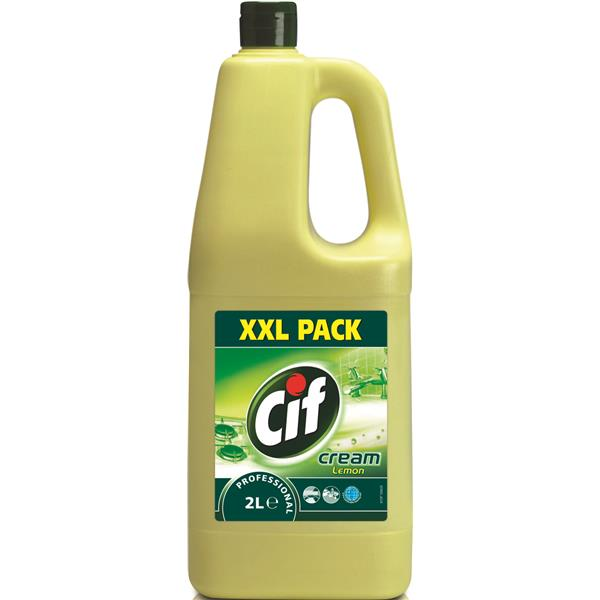 XXL PACK
Cif
cream
Lemon
PROFESSIONAL
2L e